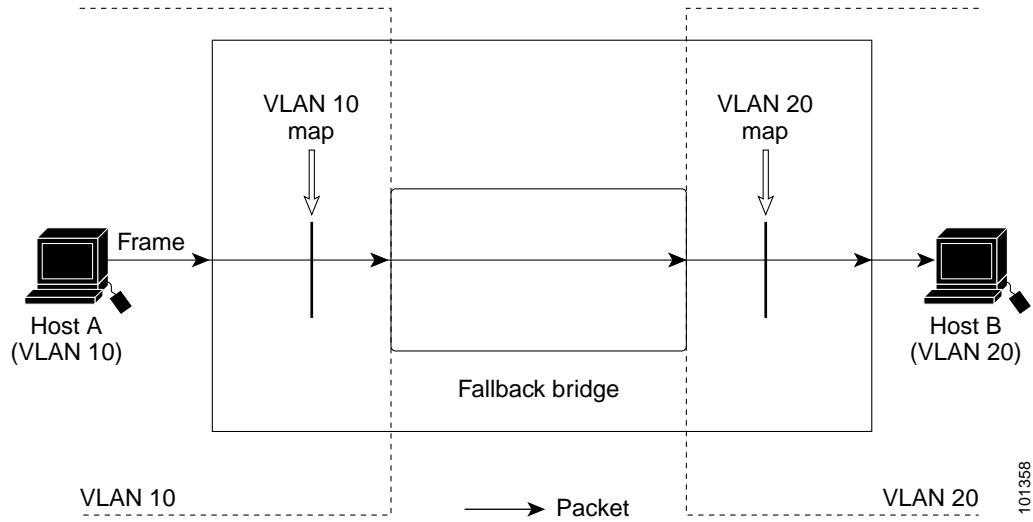 VLAN 10
map
VLAN 20
map
Frame
Host A
(VLAN 10)
Host B
(VLAN 20)
Fallback bridge
VLAN 10
Packet
VLAN 20
101358